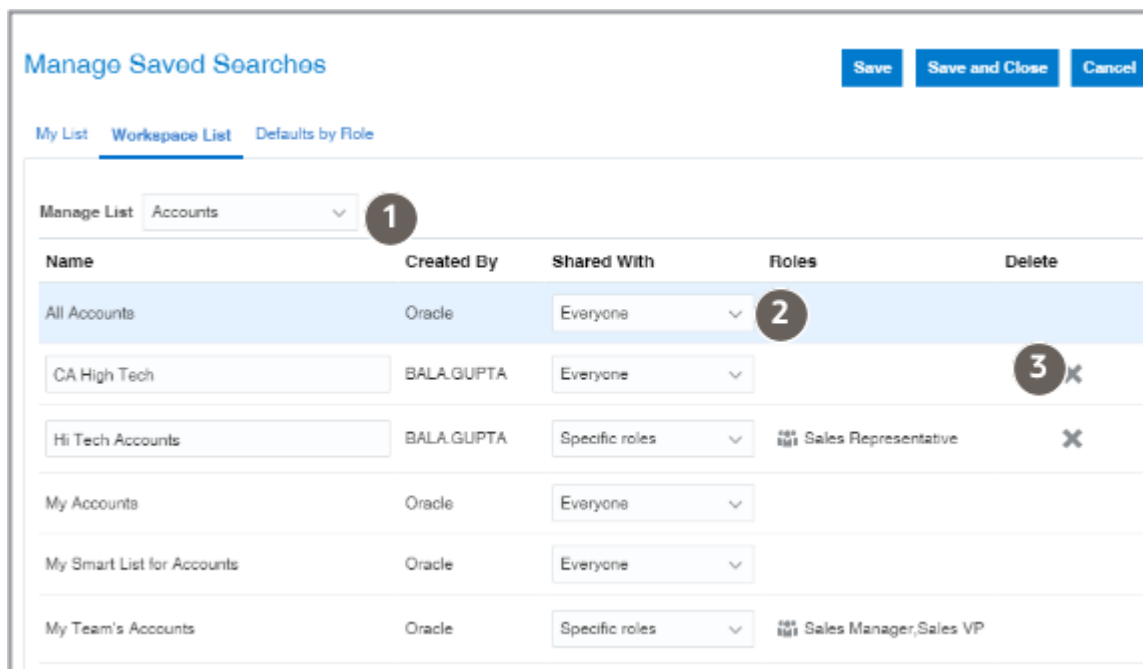 Manage Saved Searches
Save
Save and Close
Cancel
My List Workspace List Defaults by Role
Manage List Accounts 1
Name Created By Shared With Roles Delete
All Accounts Oracle Everyone 2
CA High Tech BALA.GUPTA Everyone 3
Hi Tech Accounts BALA.GUPTA Specific roles Sales Representative
My Accounts Oracle Everyone
My Smart List for Accounts Oracle Everyone
My Team's Accounts Oracle Specific roles Sales Manager,Sales VP